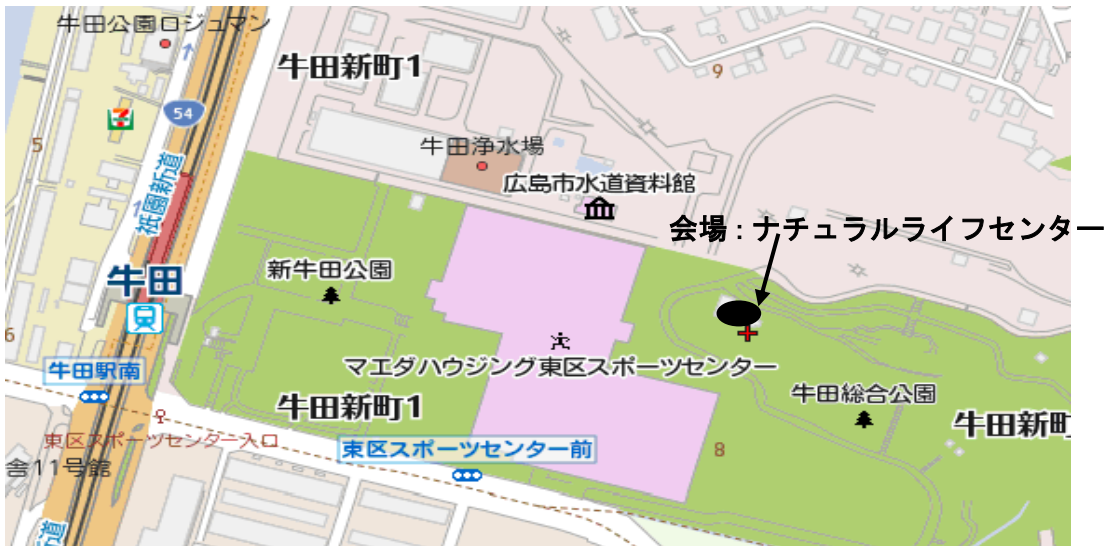 牛田公園ロジュマン
牛田新町1
9
54
7
5
牛田浄水場
祇園新道
広島市水道資料館
会場:ナチュラルライフセンター
新牛田公園
牛田
6
マエダハウジング東区スポーツセンター
牛田駅南
牛田総合公園
牛田新町1
牛田新町
東区スポーツセンター入口
東区スポーツセンター前
8
舎11号館
新道